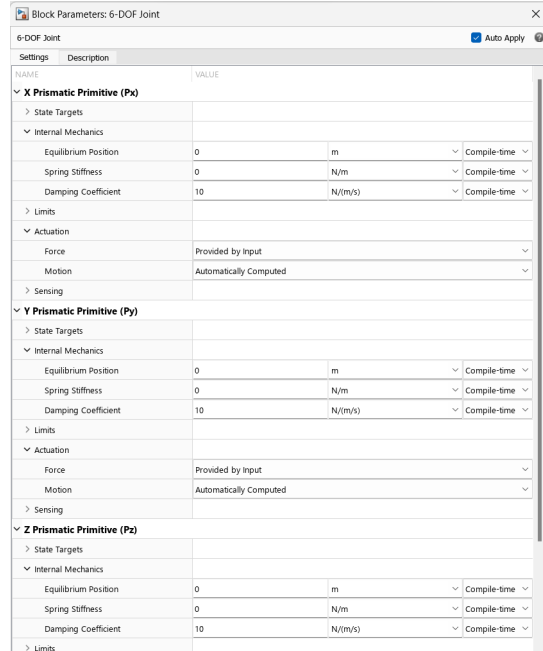 Block Parameters: 6-DOF Joint
6-DOF Joint Auto Apply
Settings Description
NAME VALUE
X Prismatic Primitive (Px)
State Targets
Internal Mechanics
Equilibrium Position 0 m Compile-time
Spring Stiffness 0 N/m Compile-time
Damping Coefficient 10 N/(m/s) Compile-time
Limits
Actuation
Force Provided by Input
Motion Automatically Computed
Sensing
Y Prismatic Primitive (Py)
State Targets
Internal Mechanics
Equilibrium Position 0 m Compile-time
Spring Stiffness 0 N/m Compile-time
Damping Coefficient 10 N/(m/s) Compile-time
Limits
Actuation
Force Provided by Input
Motion Automatically Computed
Sensing
Z Prismatic Primitive (Pz)
State Targets
Internal Mechanics
Equilibrium Position 0 m Compile-time
Spring Stiffness 0 N/m Compile-time
Damping Coefficient 10 N/(m/s) Compile-time
Limits